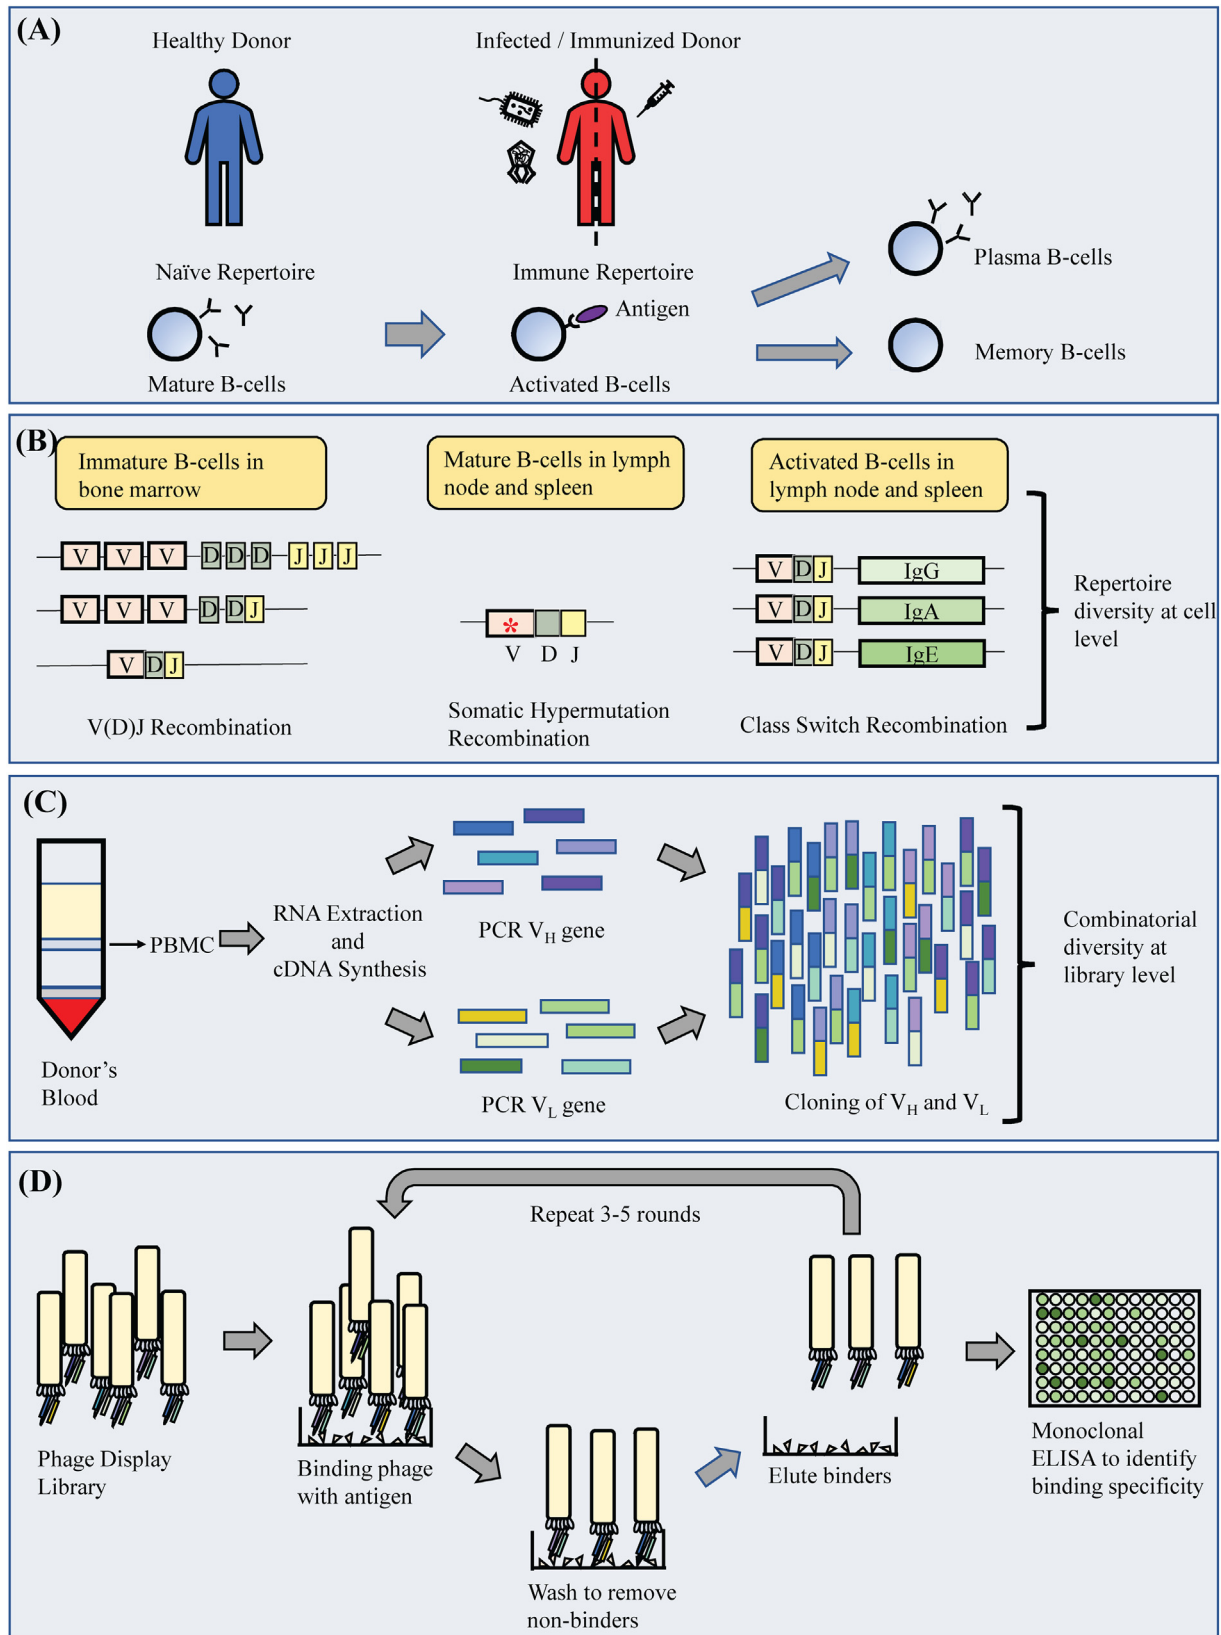 (A)
Healthy Donor
Infected / Immunized Donor
Naïve Repertoire
Immune Repertoire
Antigen
Mature B-cells
Activated B-cells
Plasma B-cells
Memory B-cells
(B)
Immature B-cells in
bone marrow
V V V D D D J J J
V V V D D J
V D J
V(D)J Recombination
Mature B-cells in lymph
node and spleen
*
V D J
Somatic Hypermutation
Recombination
Activated B-cells in
lymph node and spleen
V D J IgG
V D J IgA
V D J IgE
Class Switch Recombination
Repertoire
diversity at cell
level
(C)
PBMC
Donor's
Blood
RNA Extraction
and
cDNA Synthesis
PCR VH gene
PCR VL gene
Cloning of VH and VL
Combinatorial
diversity at
library level
(D)
Repeat 3-5 rounds
Phage Display
Library
Binding phage
with antigen
Wash to remove
non-binders
Elute binders
Monoclonal
ELISA to identify
binding specificity